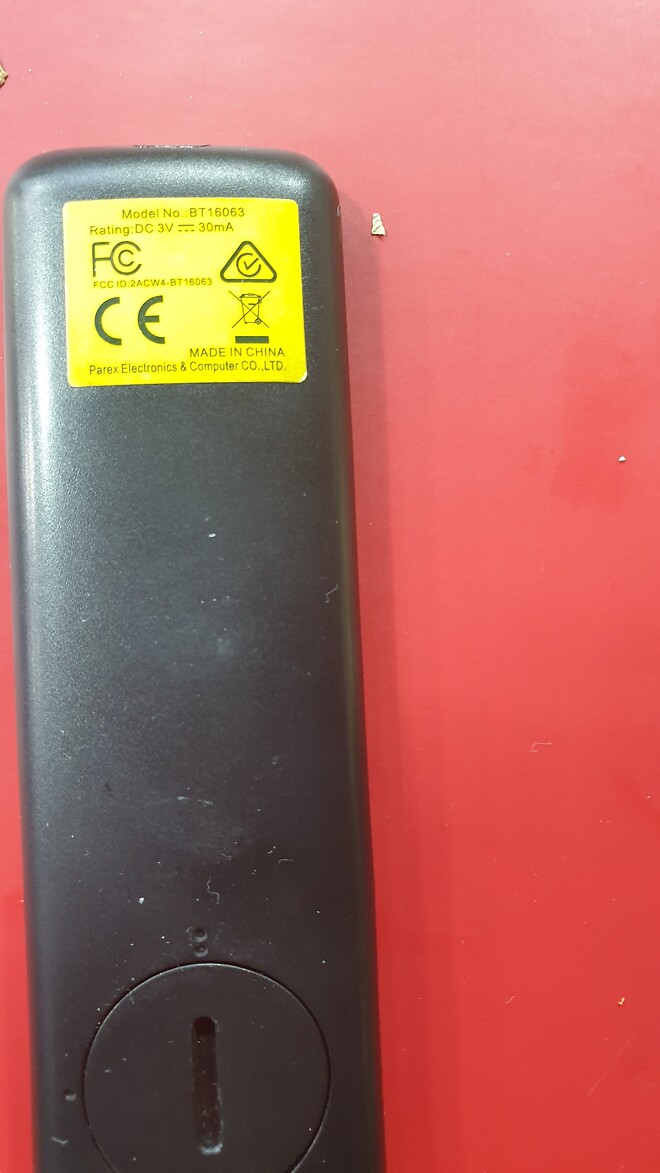 Model No.:BT16063
Rating:DC 3V ⎓ 30mA
FC
FCC ID:2ACW4-BT16063
CE
MADE IN CHINA
Parex Electronics & Computer CO.,LTD.